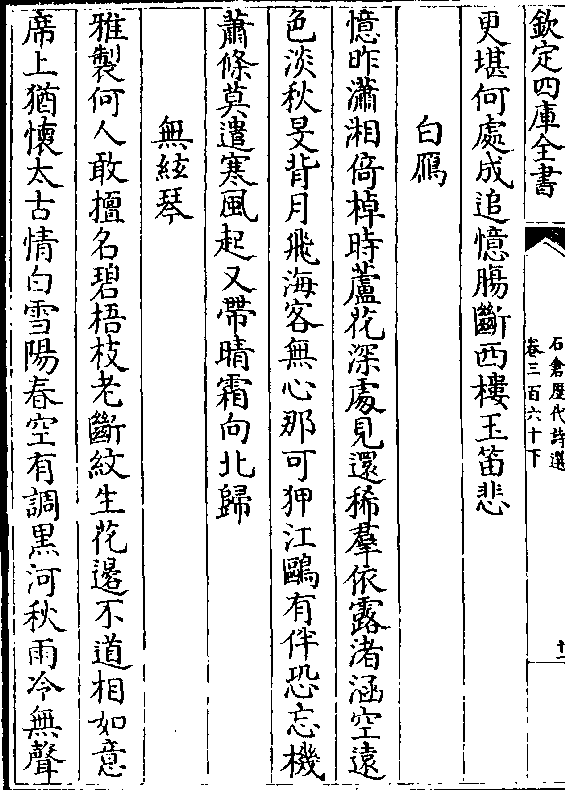 欽定四庫全書
石倉歴代詩選
卷三百六十下
十一
更堪何處成追憶腸斷西樓玉笛悲
白鴈
憶昨瀟湘倚棹時蘆花深處見還稀羣依露渚涵空遠
色淡秋旻背月飛海客無心那可狎江鷗有伴恐忘機
蕭條莫遣寒風起又帶晴霜向北歸
無絃琴
雅製何人敢擅名碧梧枝老斷紋生花邊不道相如意
席上猶懷太古情白雪陽春空有調黒河秋雨冷無聲